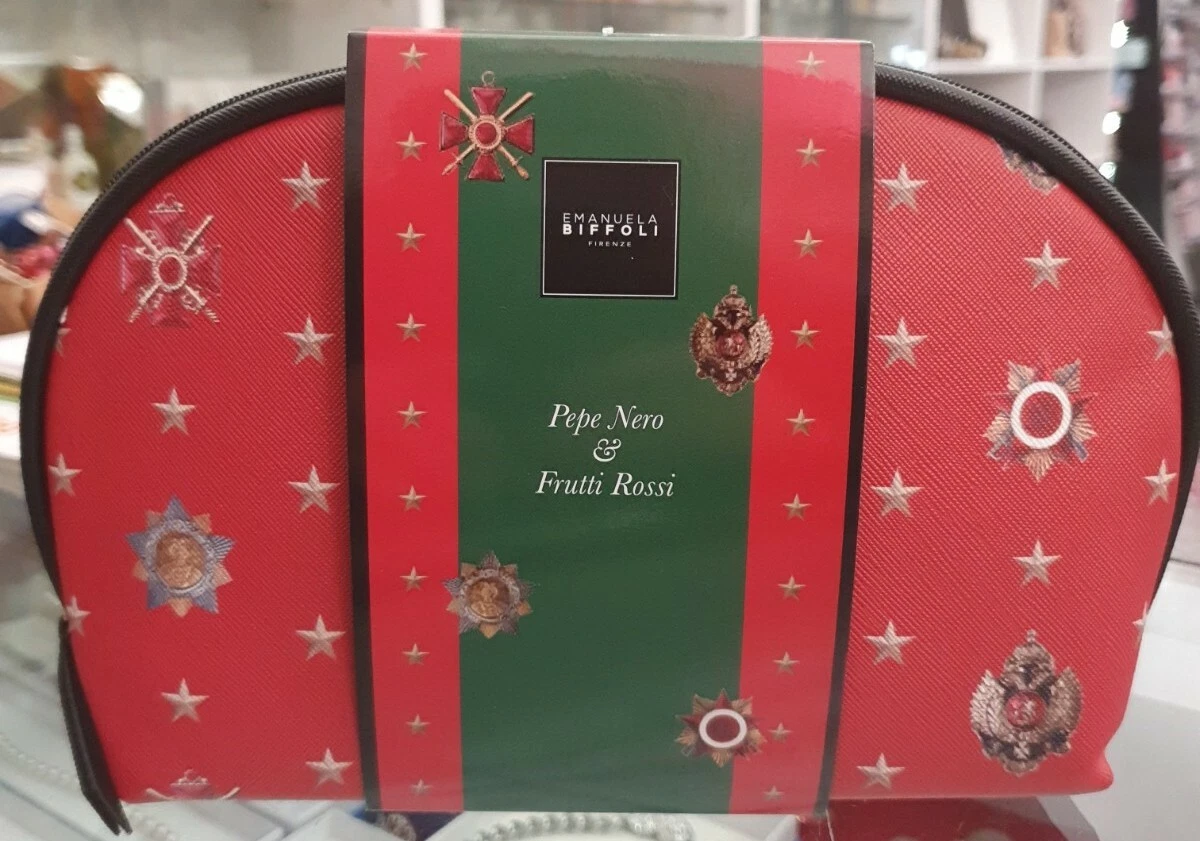 EMANUELA
BIFFOLI
FIRENZE
Pepe Nero
&
Frutti Rossi